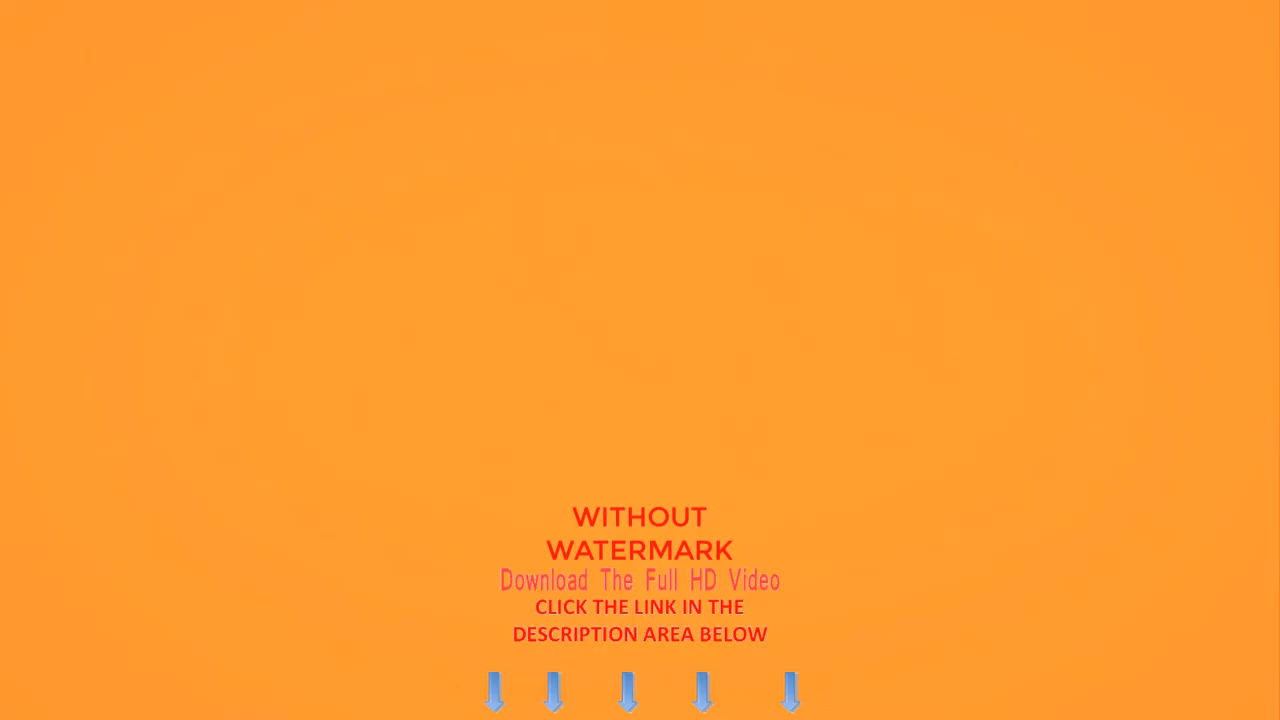 WITHOUT
WATERMARK
Download The Full HD Video
CLICK THE LINK IN THE
DESCRIPTION AREA BELOW